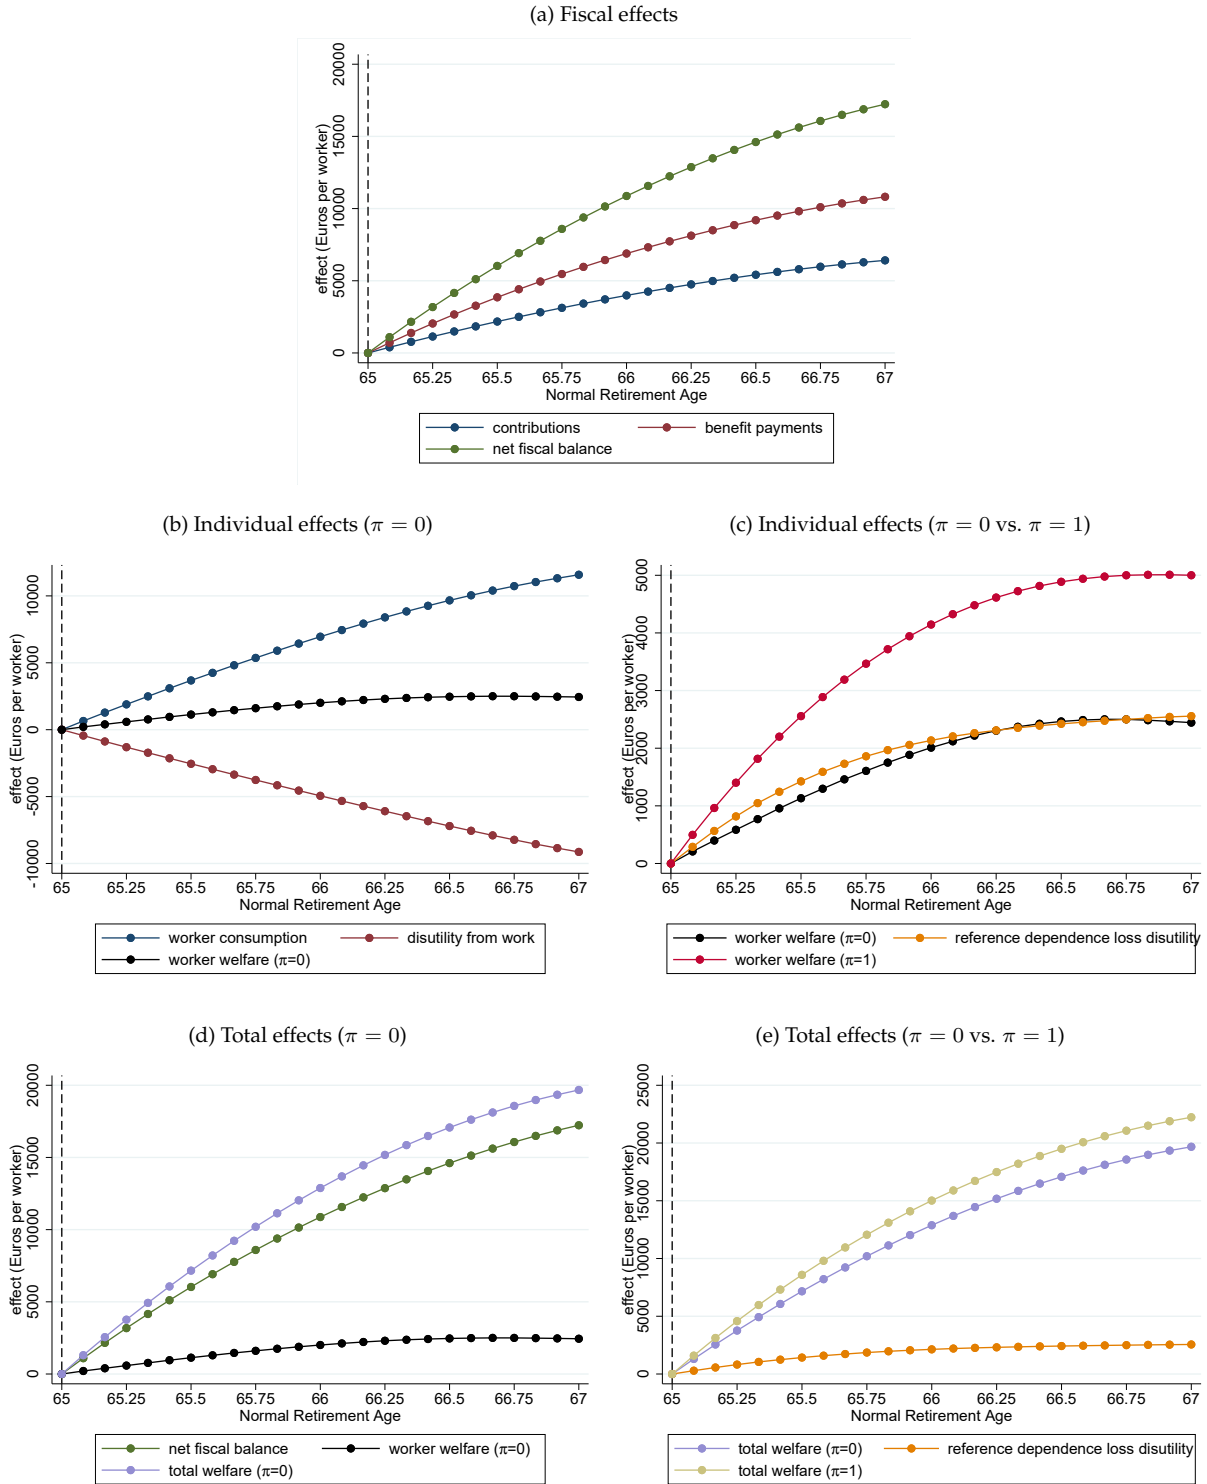 (a) Fiscal effects
effect (Euros per worker)
20000
15000
10000
5000
0
65 65.25 65.5 65.75 66 66.25 66.5 66.75 67
Normal Retirement Age
contributions benefit payments
net fiscal balance
(b) Individual effects (π = 0)
effect (Euros per worker)
10000
5000
0
-5000
-10000
65 65.25 65.5 65.75 66 66.25 66.5 66.75 67
Normal Retirement Age
worker consumption disutility from work
worker welfare (π=0)
(c) Individual effects (π = 0 vs. π = 1)
effect (Euros per worker)
5000
4000
3000
2000
1000
0
65 65.25 65.5 65.75 66 66.25 66.5 66.75 67
Normal Retirement Age
worker welfare (π=0) reference dependence loss disutility
worker welfare (π=1)
(d) Total effects (π = 0)
effect (Euros per worker)
20000
15000
10000
5000
0
65 65.25 65.5 65.75 66 66.25 66.5 66.75 67
Normal Retirement Age
net fiscal balance worker welfare (π=0)
total welfare (π=0)
(e) Total effects (π = 0 vs. π = 1)
effect (Euros per worker)
25000
20000
15000
10000
5000
0
65 65.25 65.5 65.75 66 66.25 66.5 66.75 67
Normal Retirement Age
total welfare (π=0) reference dependence loss disutility
total welfare (π=1)